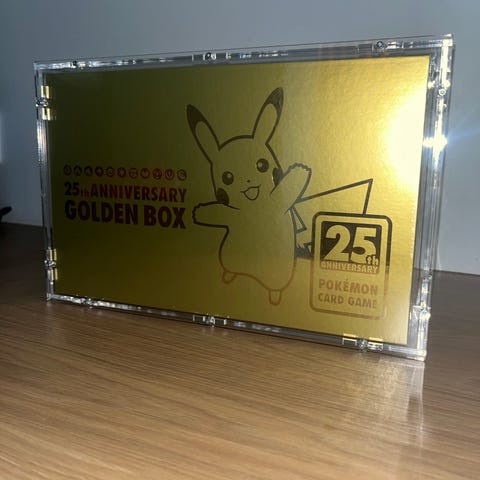 25th ANNIVERSARY
GOLDEN BOX
25th
ANNIVERSARY
POKÉMON
CARD GAME